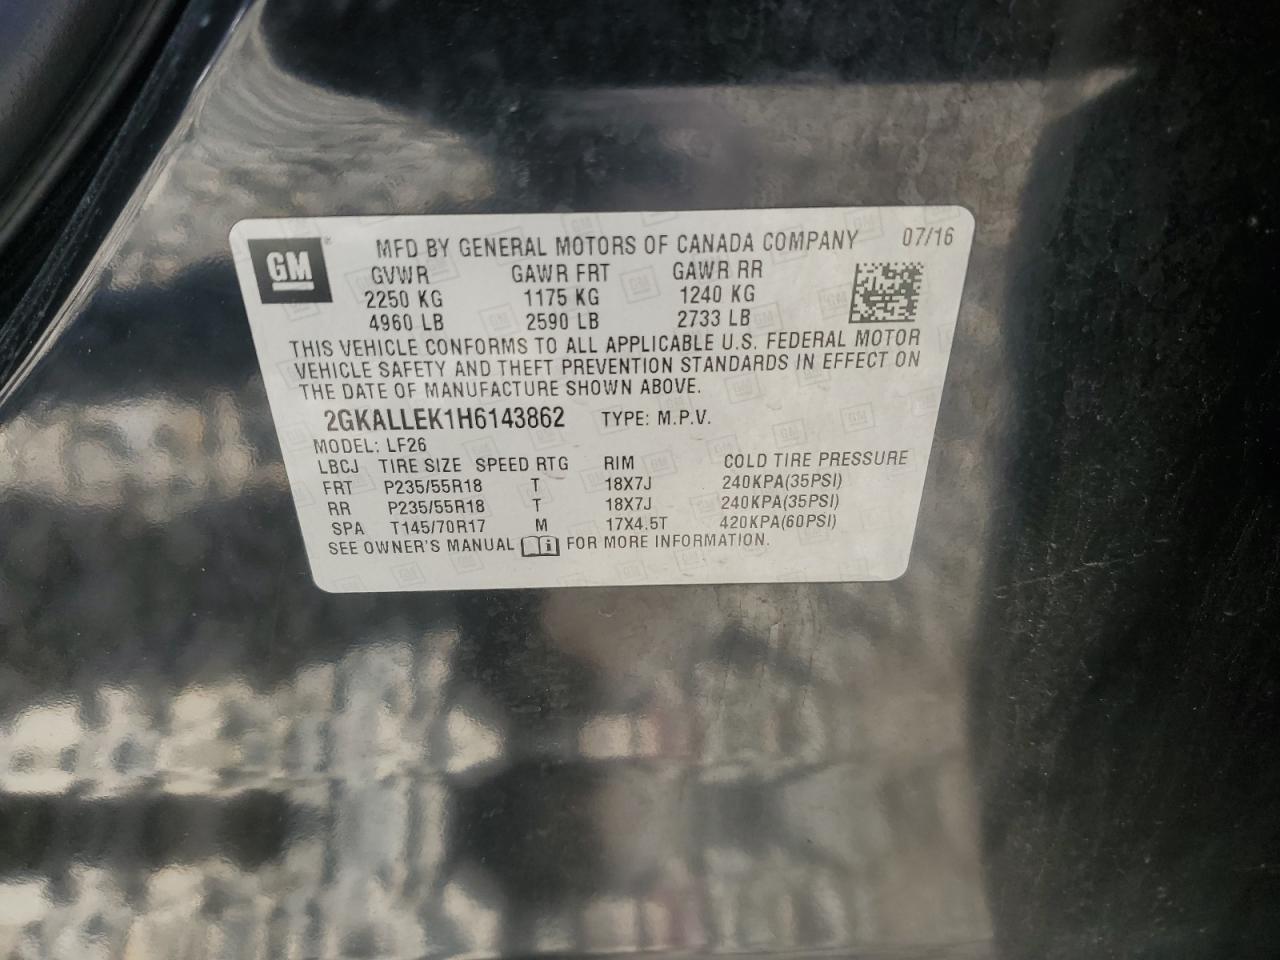 GM ® MFD BY GENERAL MOTORS OF CANADA COMPANY 07/16
GVWR GAWR FRT GAWR RR
2250 KG 1175 KG 1240 KG
4960 LB 2590 LB 2733 LB
THIS VEHICLE CONFORMS TO ALL APPLICABLE U.S. FEDERAL MOTOR
VEHICLE SAFETY AND THEFT PREVENTION STANDARDS IN EFFECT ON
THE DATE OF MANUFACTURE SHOWN ABOVE.
2GKALLEK1H6143862 TYPE: M.P.V.
MODEL: LF26
LBCJ TIRE SIZE SPEED RTG RIM COLD TIRE PRESSURE
FRT P235/55R18 T 18X7J 240KPA(35PSI)
RR P235/55R18 T 18X7J 240KPA(35PSI)
SPA T145/70R17 M 17X4.5T 420KPA(60PSI)
SEE OWNER'S MANUAL i FOR MORE INFORMATION.